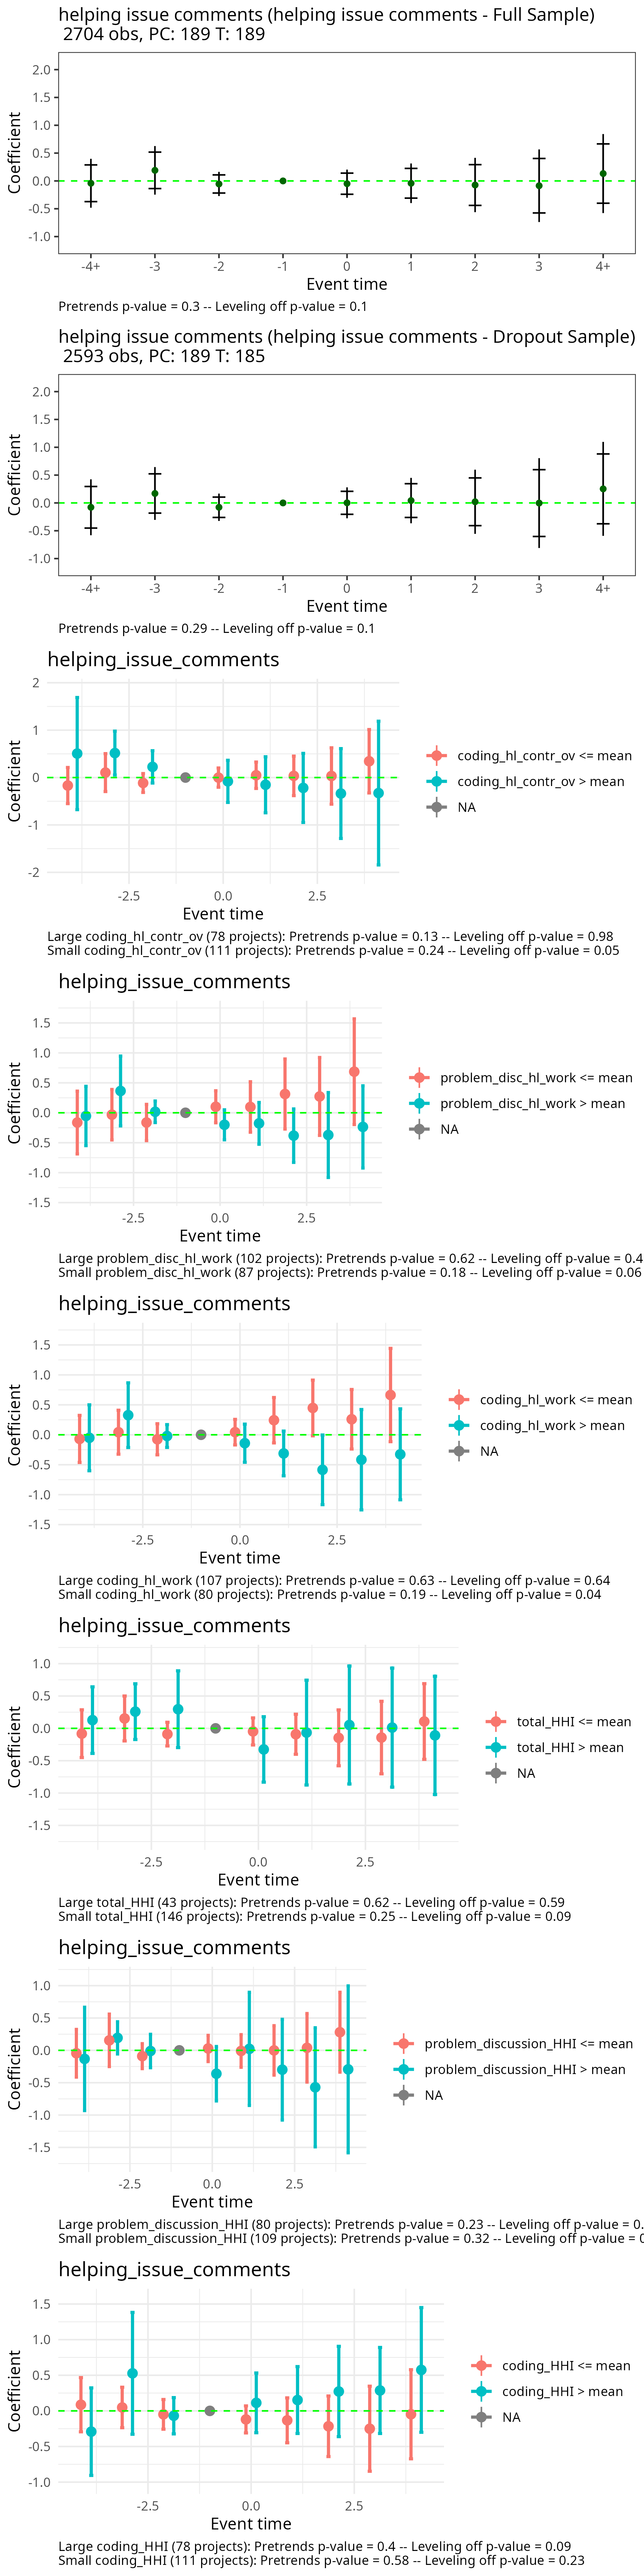 helping issue comments (helping issue comments - Full Sample)
2704 obs, PC: 189 T: 189
2.0
1.5
1.0
0.5
0.0
-0.5
-1.0
Coefficient
-4+ -3 -2 -1 0 1 2 3 4+
Event time
Pretrends p-value = 0.3 -- Leveling off p-value = 0.1
helping issue comments (helping issue comments - Dropout Sample)
2593 obs, PC: 189 T: 185
2.0
1.5
1.0
0.5
0.0
-0.5
-1.0
Coefficient
-4+ -3 -2 -1 0 1 2 3 4+
Event time
Pretrends p-value = 0.29 -- Leveling off p-value = 0.1
helping_issue_comments
2
1
0
-1
-2
Coefficient
coding_hl_contr_ov <= mean
coding_hl_contr_ov > mean
NA
-2.5 0.0 2.5
Event time
Large coding_hl_contr_ov (78 projects): Pretrends p-value = 0.13 -- Leveling off p-value = 0.98
Small coding_hl_contr_ov (111 projects): Pretrends p-value = 0.24 -- Leveling off p-value = 0.05
helping_issue_comments
1.5
1.0
0.5
0.0
-0.5
-1.0
-1.5
Coefficient
problem_disc_hl_work <= mean
problem_disc_hl_work > mean
NA
-2.5 0.0 2.5
Event time
Large problem_disc_hl_work (102 projects): Pretrends p-value = 0.62 -- Leveling off p-value = 0.4
Small problem_disc_hl_work (87 projects): Pretrends p-value = 0.18 -- Leveling off p-value = 0.06
helping_issue_comments
1.5
1.0
0.5
0.0
-0.5
-1.0
-1.5
Coefficient
coding_hl_work <= mean
coding_hl_work > mean
NA
-2.5 0.0 2.5
Event time
Large coding_hl_work (107 projects): Pretrends p-value = 0.63 -- Leveling off p-value = 0.64
Small coding_hl_work (80 projects): Pretrends p-value = 0.19 -- Leveling off p-value = 0.04
helping_issue_comments
1.0
0.5
0.0
-0.5
-1.0
-1.5
Coefficient
total_HHI <= mean
total_HHI > mean
NA
-2.5 0.0 2.5
Event time
Large total_HHI (43 projects): Pretrends p-value = 0.62 -- Leveling off p-value = 0.59
Small total_HHI (146 projects): Pretrends p-value = 0.25 -- Leveling off p-value = 0.09
helping_issue_comments
1.0
0.5
0.0
-0.5
-1.0
-1.5
Coefficient
problem_discussion_HHI <= mean
problem_discussion_HHI > mean
NA
-2.5 0.0 2.5
Event time
Large problem_discussion_HHI (80 projects): Pretrends p-value = 0.23 -- Leveling off p-value = 0.
Small problem_discussion_HHI (109 projects): Pretrends p-value = 0.32 -- Leveling off p-value =
helping_issue_comments
1.5
1.0
0.5
0.0
-0.5
-1.0
Coefficient
coding_HHI <= mean
coding_HHI > mean
NA
-2.5 0.0 2.5
Event time
Large coding_HHI (78 projects): Pretrends p-value = 0.4 -- Leveling off p-value = 0.09
Small coding_HHI (111 projects): Pretrends p-value = 0.58 -- Leveling off p-value = 0.23